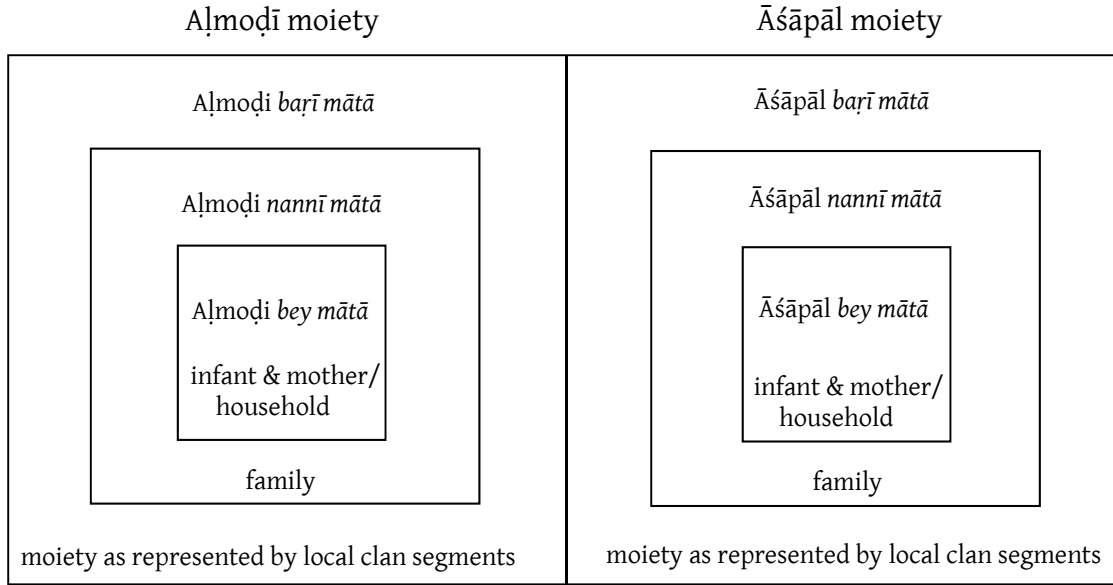 Aḷmoḍī moiety
Aḷmoḍi baṛī mātā
Aḷmoḍi nannī mātā
Aḷmoḍi bey mātā
infant & mother/
household
family
moiety as represented by local clan segments
Āśāpāl moiety
Āśāpāl baṛī mātā
Āśāpāl nannī mātā
Āśāpāl bey mātā
infant & mother/
household
family
moiety as represented by local clan segments